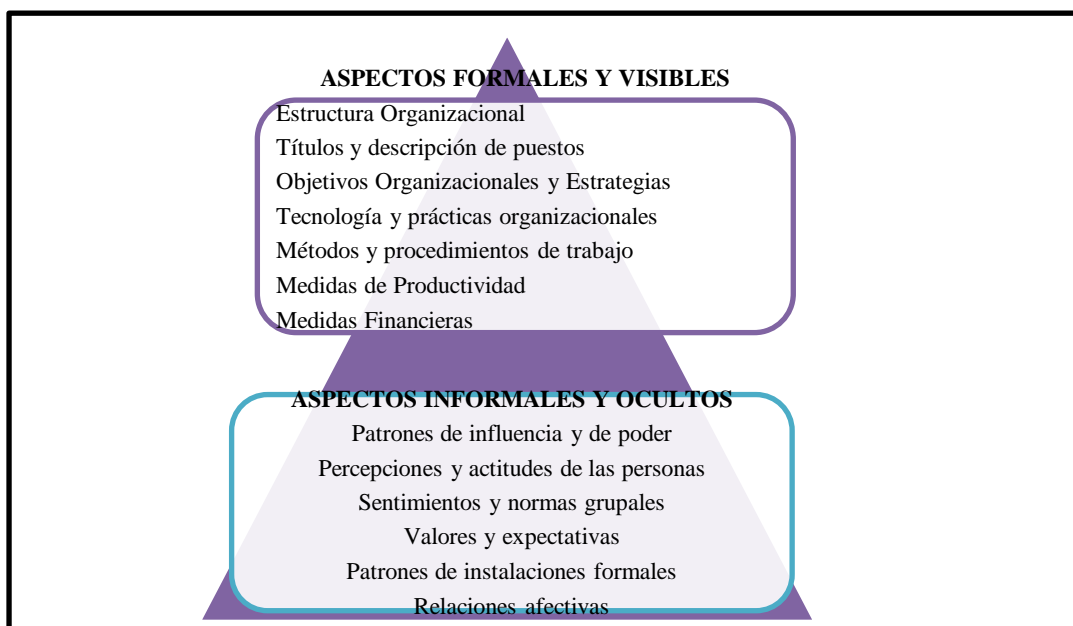 ASPECTOS FORMALES Y VISIBLES
Estructura Organizacional
Títulos y descripción de puestos
Objetivos Organizacionales y Estrategias
Tecnología y prácticas organizacionales
Métodos y procedimientos de trabajo
Medidas de Productividad
Medidas Financieras
ASPECTOS INFORMALES Y OCULTOS
Patrones de influencia y de poder
Percepciones y actitudes de las personas
Sentimientos y normas grupales
Valores y expectativas
Patrones de instalaciones formales
Relaciones afectivas